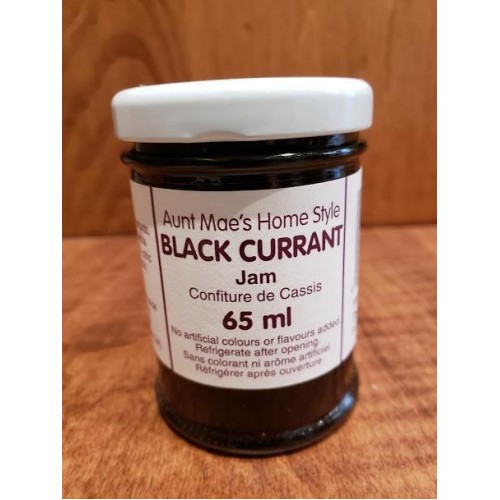 Aunt Mae's Home Style
BLACK CURRANT
Jam
Confiture de Cassis
65 ml
No artificial colours or flavours added.
Refrigerate after opening.
Sans colorant ni arôme artificiel
Réfrigérer après ouverture